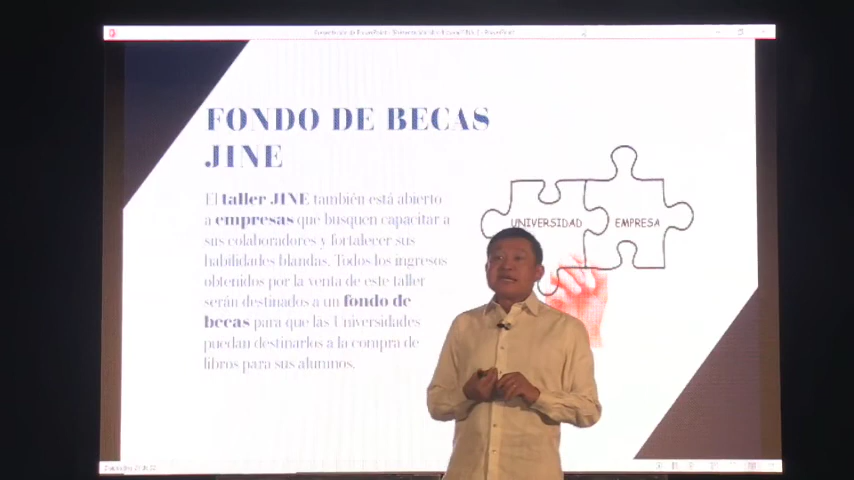 FONDO DE BECAS
JINE
El taller JINE también está abierto
a empresas que busquen capacitar a
sus colaboradores y fortalecer sus
habilidades blandas. Todos los ingresos
obtenidos por la venta de este taller
serán destinados a un fondo de
becas para que las Universidades
puedan destinarlos a la compra de
libros para sus alumnos.
UNIVERSIDAD
EMPRESA